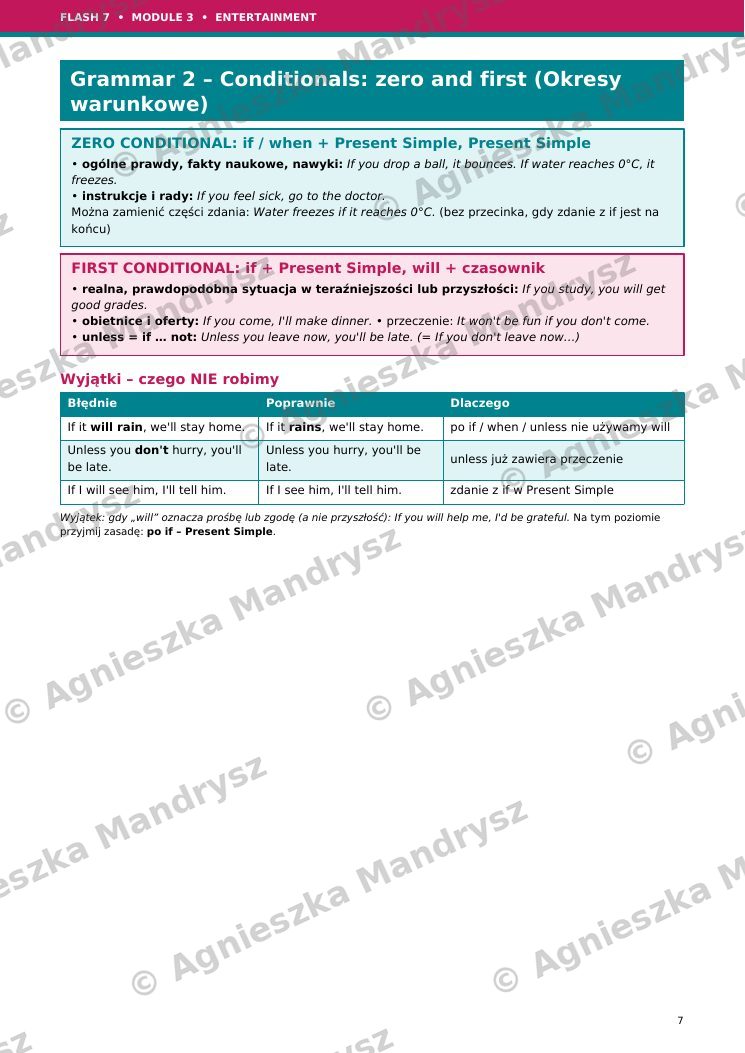 FLASH 7 • MODULE 3 • ENTERTAINMENT
Grammar 2 – Conditionals: zero and first (Okresy
warunkowe)
ZERO CONDITIONAL: if / when + Present Simple, Present Simple
• ogólne prawdy, fakty naukowe, nawyki: If you drop a ball, it bounces. If water reaches 0°C, it
freezes.
• instrukcje i rady: If you feel sick, go to the doctor.
Można zamienić części zdania: Water freezes if it reaches 0°C. (bez przecinka, gdy zdanie z if jest na
końcu)
FIRST CONDITIONAL: if + Present Simple, will + czasownik
• realna, prawdopodobna sytuacja w teraźniejszości lub przyszłości: If you study, you will get
good grades.
• obietnice i oferty: If you come, I'll make dinner. • przeczenie: It won't be fun if you don't come.
• unless = if … not: Unless you leave now, you'll be late. (= If you don't leave now…)
Wyjątki – czego NIE robimy
Błędnie Poprawnie Dlaczego
If it will rain, we'll stay home. If it rains, we'll stay home. po if / when / unless nie używamy will
Unless you don't hurry, you'll
be late.
Unless you hurry, you'll be
late.
unless już zawiera przeczenie
If I will see him, I'll tell him. If I see him, I'll tell him. zdanie z if w Present Simple
Wyjątek: gdy „will” oznacza prośbę lub zgodę (a nie przyszłość): If you will help me, I'd be grateful. Na tym poziomie
przyjmij zasadę: po if – Present Simple.
© Agnieszka Mandrysz
7